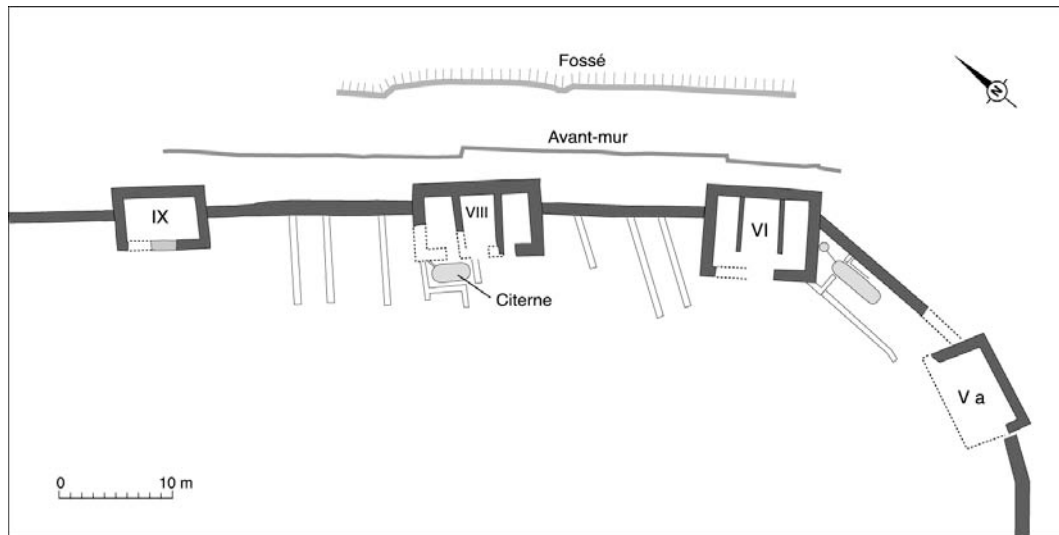 Fossé
N
Avant-mur
IX
VIII
VI
Citerne
V a
0
10 m